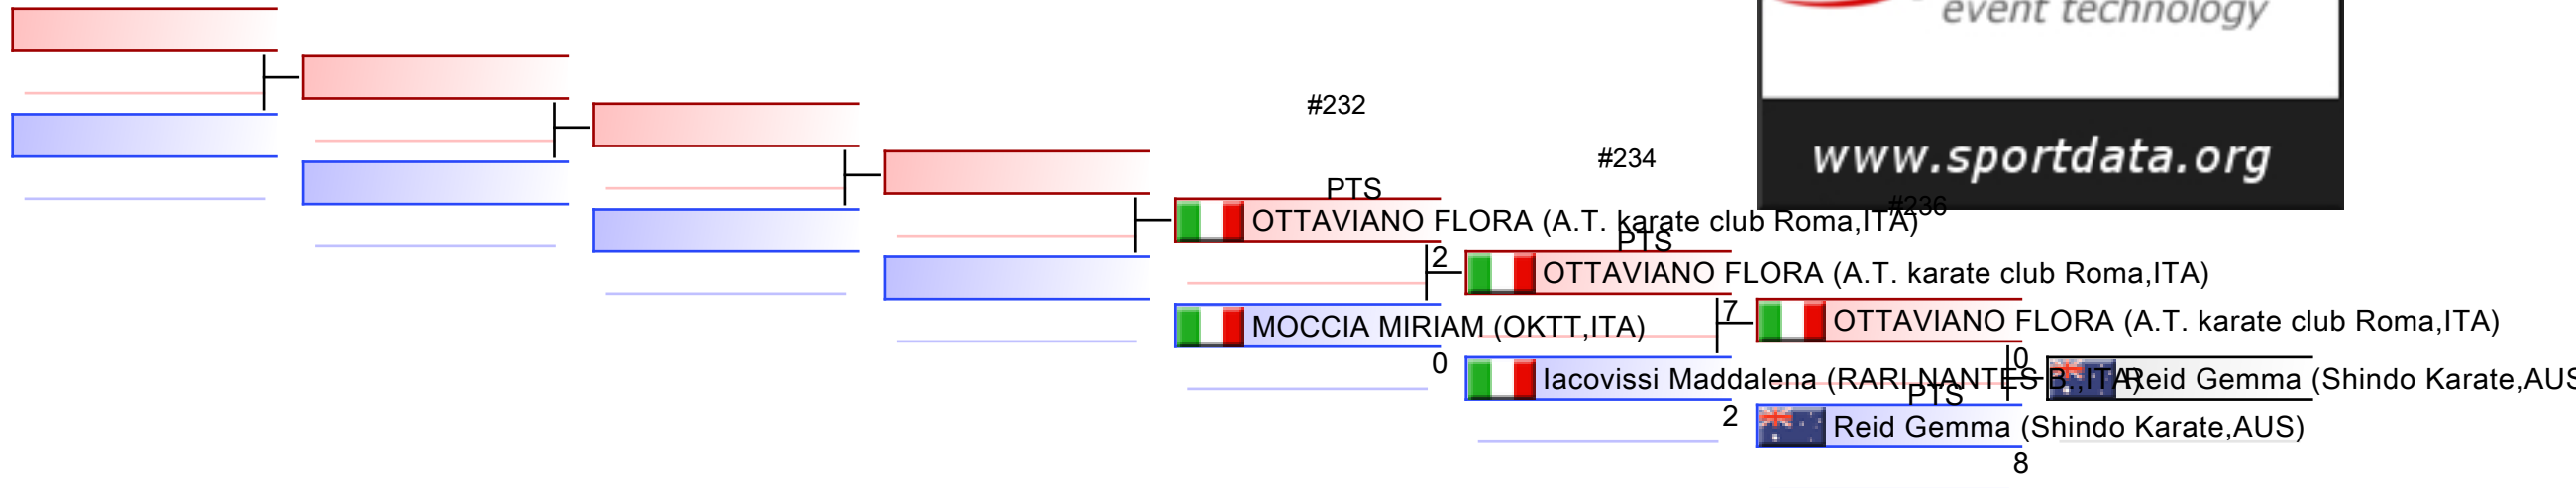 event technology
#232
#234
www.sportdata.org
#236
PTS
OTTAVIANO FLORA (A.T. karate club Roma,ITA)
PTS
2
OTTAVIANO FLORA (A.T. karate club Roma,ITA)
7
OTTAVIANO FLORA (A.T. karate club Roma,ITA)
MOCCIA MIRIAM (OKTT,ITA)
0
0
Iacovissi Maddalena (RARI NANTES B.,ITA)
Reid Gemma (Shindo Karate,AUS
PTS
2
Reid Gemma (Shindo Karate,AUS)
8